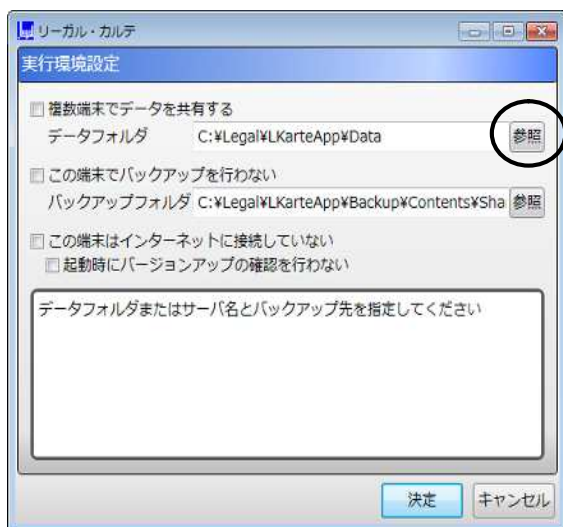 リーガル・カルテ
実行環境設定
複数端末でデータを共有する
データフォルダ C:¥Legal¥LKarteApp¥Data 参照
この端末でバックアップを行わない
バックアップフォルダ C:¥Legal¥LKarteApp¥Backup¥Contents¥Sha 参照
この端末はインターネットに接続していない
起動時にバージョンアップの確認を行わない
データフォルダまたはサーバ名とバックアップ先を指定してください
決定 キャンセル